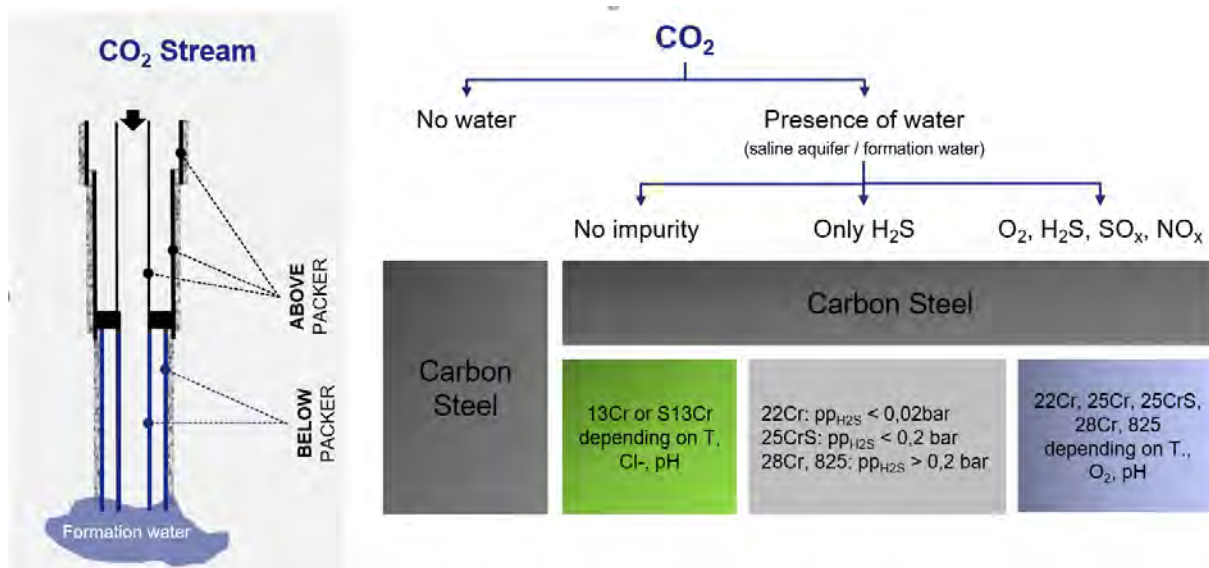 CO₂ Stream
ABOVE
PACKER
BELOW
PACKER
Formation water
CO₂
No water
Presence of water
(saline aquifer / formation water)
No impurity
Only H₂S
O₂, H₂S, SOₓ, NOₓ
Carbon Steel
Carbon
Steel
13Cr or S13Cr
depending on T,
Cl-, pH
22Cr: pp_H2S < 0,02bar
25CrS: pp_H2S < 0,2 bar
28Cr, 825: pp_H2S > 0,2 bar
22Cr, 25Cr, 25CrS,
28Cr, 825
depending on T.,
O₂, pH